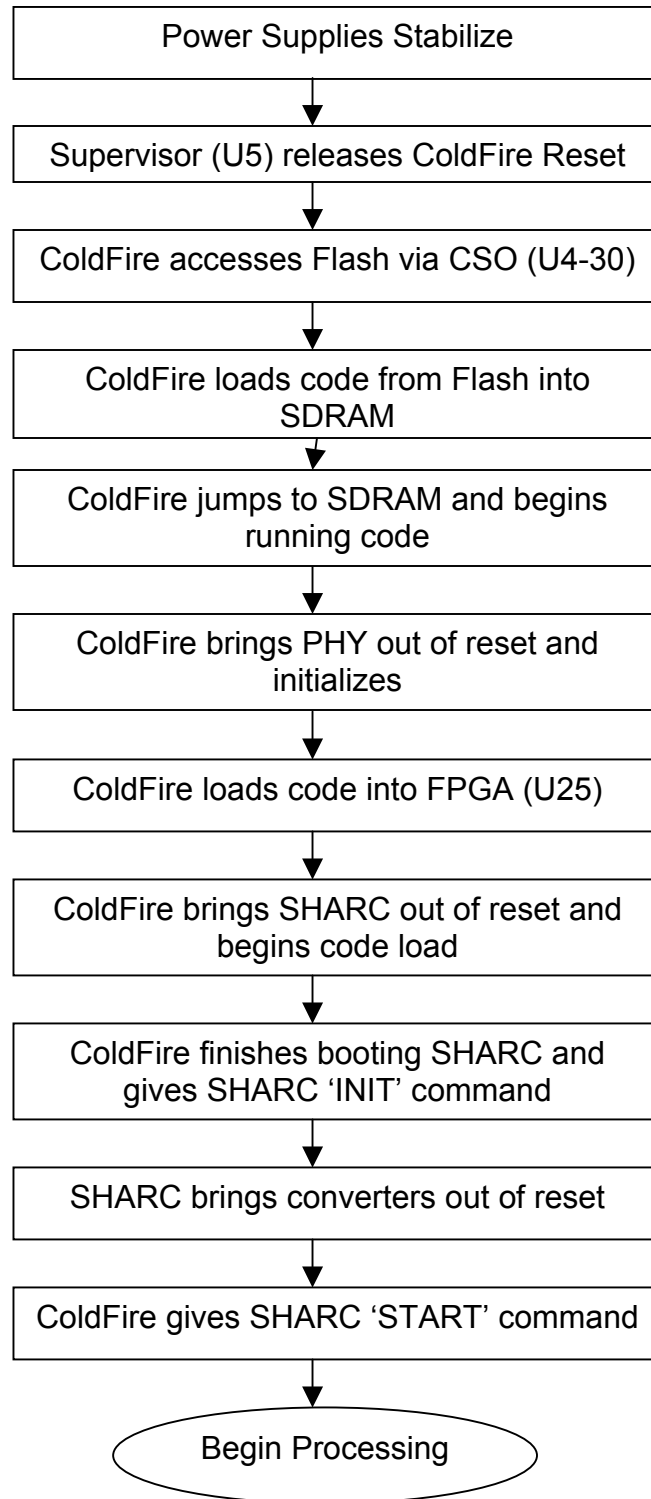 Power Supplies Stabilize
Supervisor (U5) releases ColdFire Reset
ColdFire accesses Flash via CSO (U4-30)
ColdFire loads code from Flash into
SDRAM
ColdFire jumps to SDRAM and begins
running code
ColdFire brings PHY out of reset and
initializes
ColdFire loads code into FPGA (U25)
ColdFire brings SHARC out of reset and
begins code load
ColdFire finishes booting SHARC and
gives SHARC ‘INIT’ command
SHARC brings converters out of reset
ColdFire gives SHARC ‘START’ command
Begin Processing